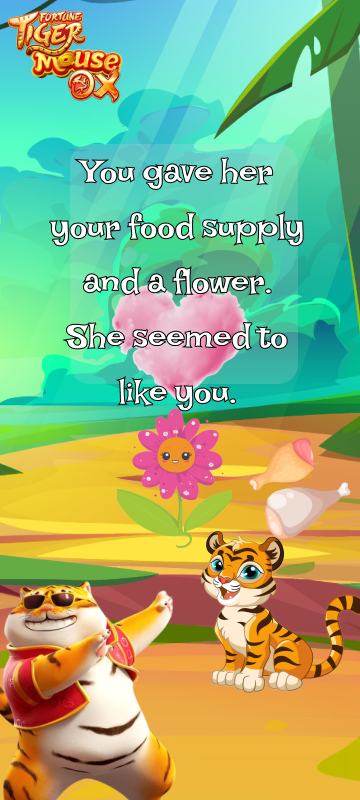 FORTUNE
TIGER
Mouse
OX
You gave her
your food supply
and a flower.
She seemed to
like you.